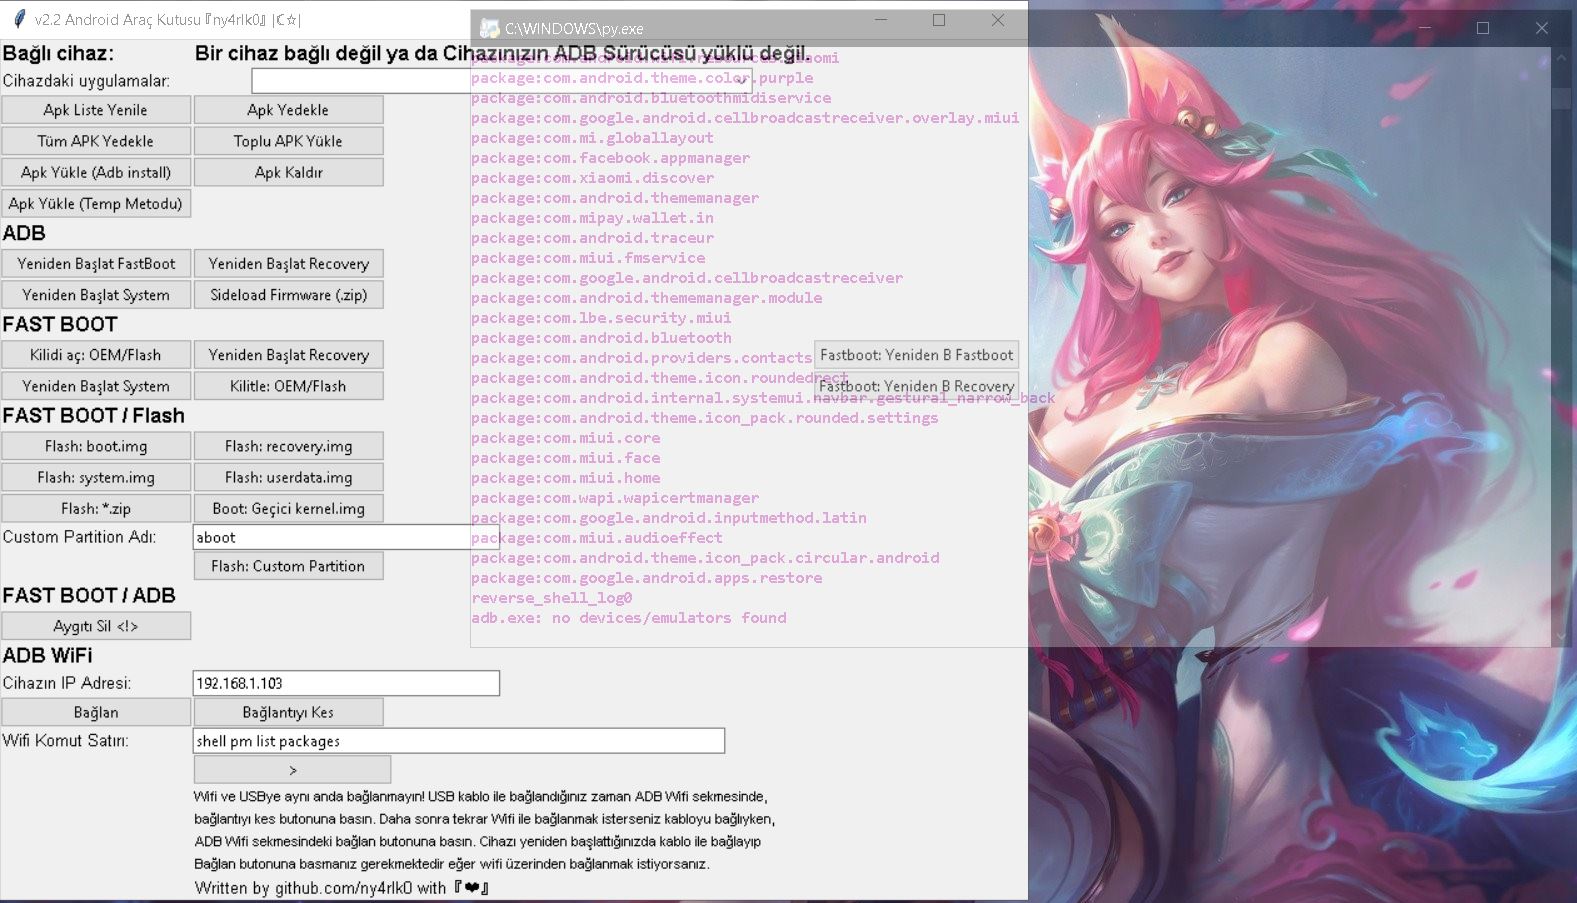 v2.2 Android Araç Kutusu『ny4rlk0』|☾☆|
Bağlı cihaz: Bir cihaz bağlı değil ya da Cihazınızın ADB Sürücüsü yüklü değil.
Cihazdaki uygulamalar:
Apk Liste Yenile Apk Yedekle
Tüm APK Yedekle Toplu APK Yükle
Apk Yükle (Adb install) Apk Kaldır
Apk Yükle (Temp Metodu)
ADB
Yeniden Başlat FastBoot Yeniden Başlat Recovery
Yeniden Başlat System Sideload Firmware (.zip)
FAST BOOT
Kilidi aç: OEM/Flash Yeniden Başlat Recovery Fastboot: Yeniden B Fastboot
Yeniden Başlat System Kilitle: OEM/Flash Fastboot: Yeniden B Recovery
FAST BOOT / Flash
Flash: boot.img Flash: recovery.img
Flash: system.img Flash: userdata.img
Flash: *.zip Boot: Geçici kernel.img
Custom Partition Adı: aboot
Flash: Custom Partition
FAST BOOT / ADB
Aygıtı Sil <!>
ADB WiFi
Cihazın IP Adresi: 192.168.1.103
Bağlan Bağlantıyı Kes
Wifi Komut Satırı: shell pm list packages
>
Wifi ve USBye aynı anda bağlanmayın! USB kablo ile bağlandığınız zaman ADB Wifi sekmesinde,
bağlantıyı kes butonuna basın. Daha sonra tekrar Wifi ile bağlanmak isterseniz kabloyu bağlıyken,
ADB Wifi sekmesindeki bağlan butonuna basın. Cihazı yeniden başlattığınızda kablo ile bağlayıp
Bağlan butonuna basmanız gerekmektedir eğer wifi üzerinden bağlanmak istiyorsanız.
Written by github.com/ny4rlk0 with『❤』
C:\WINDOWS\py.exe
package:com.android.wifi.resources.xiaomi
package:com.android.theme.color.purple
package:com.android.bluetoothmidiservice
package:com.google.android.cellbroadcastreceiver.overlay.miui
package:com.mi.globallayout
package:com.facebook.appmanager
package:com.xiaomi.discover
package:com.android.thememanager
package:com.mipay.wallet.in
package:com.android.traceur
package:com.miui.fmservice
package:com.google.android.cellbroadcastreceiver
package:com.android.thememanager.module
package:com.lbe.security.miui
package:com.android.bluetooth
package:com.android.providers.contacts
package:com.android.theme.icon.roundedrect
package:com.android.internal.systemui.navbar.gestural_narrow_back
package:com.android.theme.icon_pack.rounded.settings
package:com.miui.core
package:com.miui.face
package:com.miui.home
package:com.wapi.wapicertmanager
package:com.google.android.inputmethod.latin
package:com.miui.audioeffect
package:com.android.theme.icon_pack.circular.android
package:com.google.android.apps.restore
reverse_shell_log0
adb.exe: no devices/emulators found